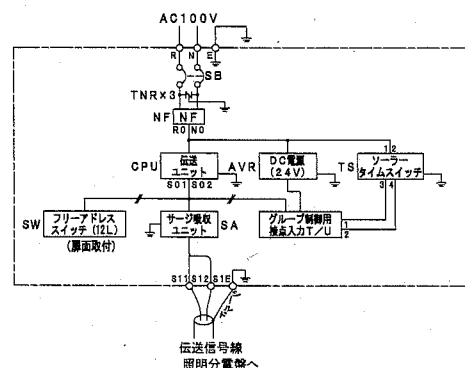 AC100V
R N E
SB
TNR×3
NF NF
R0 N0
1 2
CPU 伝送 ユニット
AVR DC電源 (24V)
TS ソーラー タイムスイッチ
S01 S02
3 4
SW フリーアドレス スイッチ(12L)
(扉面取付)
サージ吸収 ユニット SA
グループ制御用 接点入力T/U
1
2
S11 S12 S1E
伝送信号線
照明分電盤へ